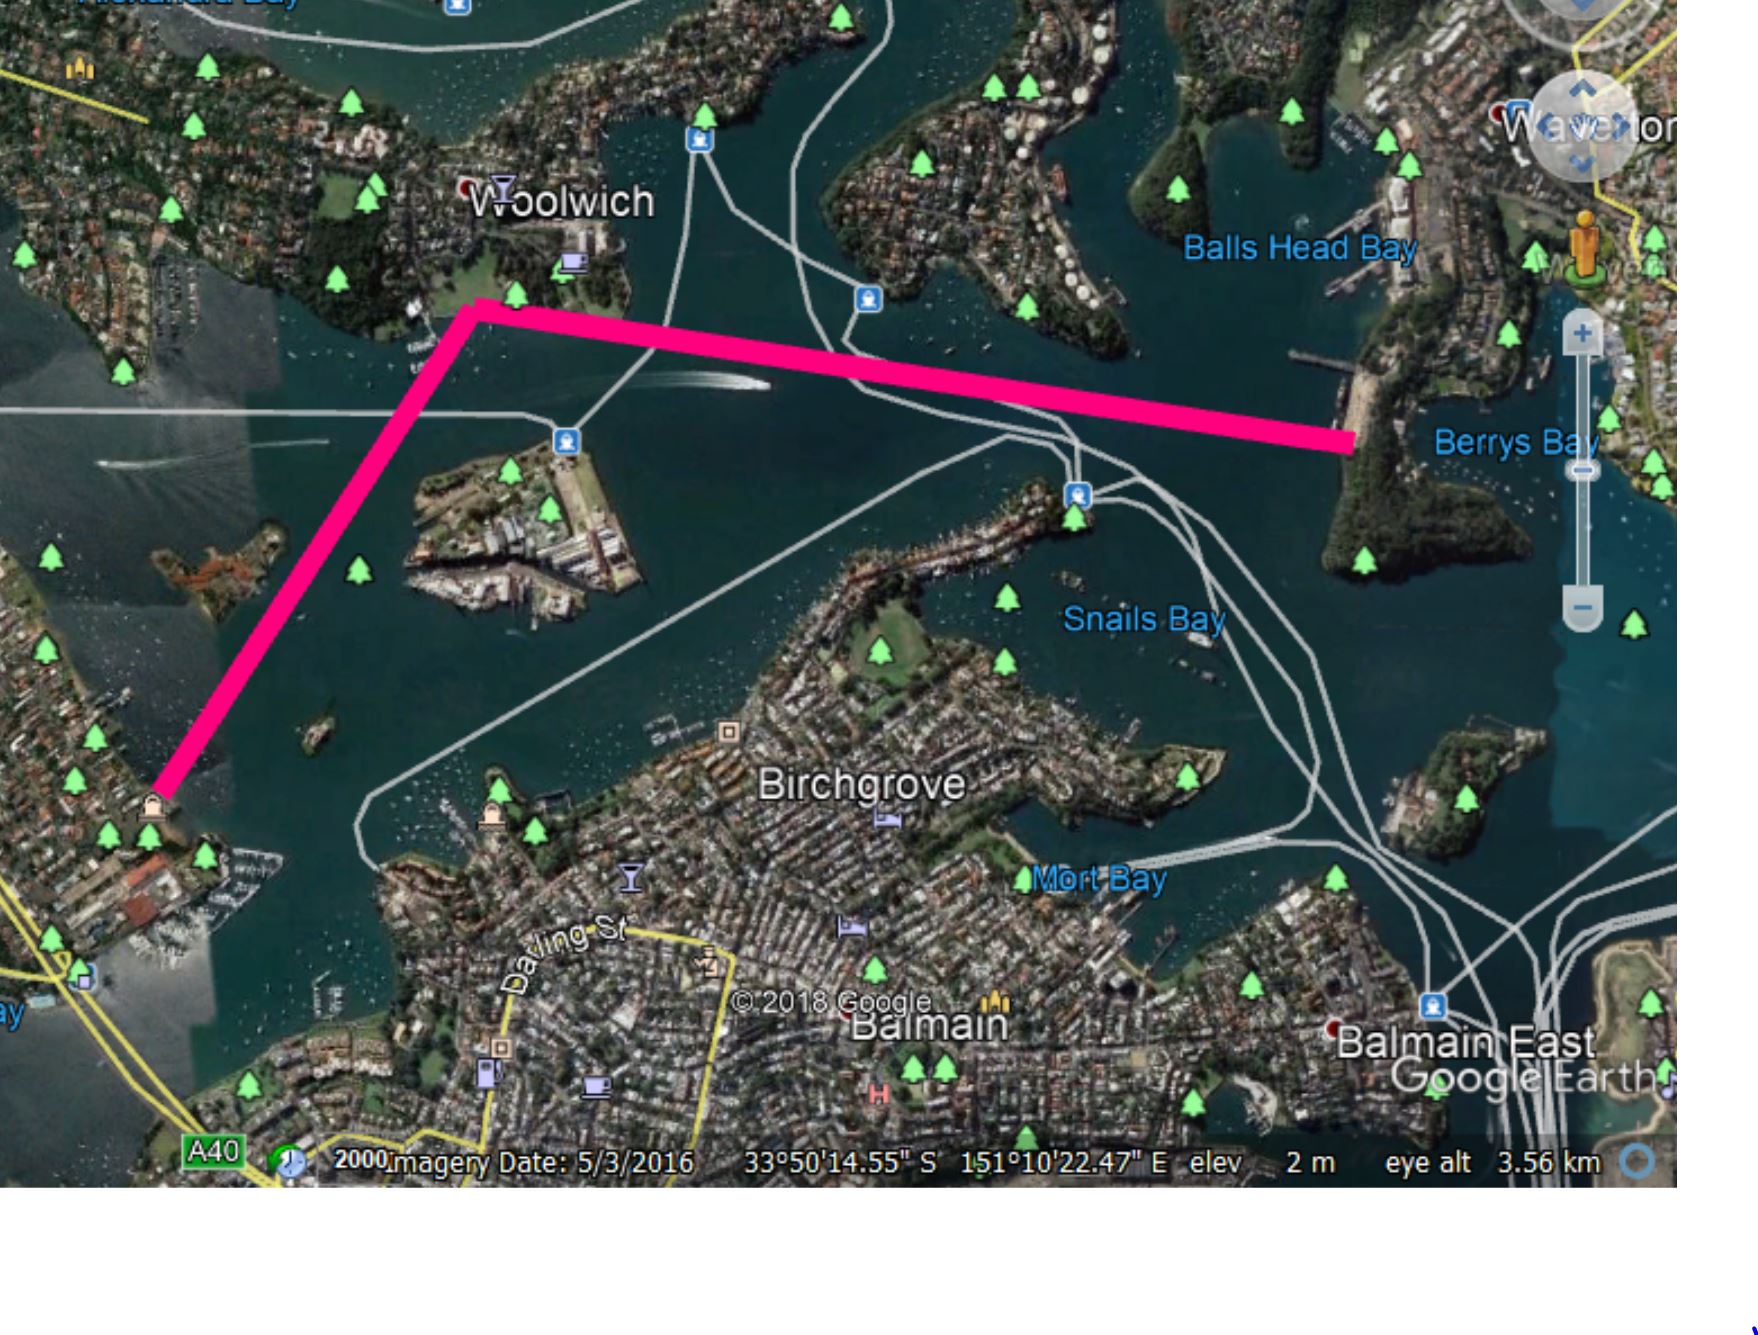 Woolwich
Waverton
Balls Head Bay
Berrys Bay
Snails Bay
Birchgrove
Mort Bay
Darling St
© 2018 Google
Balmain
Balmain East
Google Earth
H
A40
2000 Imagery Date: 5/3/2016 33°50'14.55" S 151°10'22.47" E elev 2 m eye alt 3.56 km